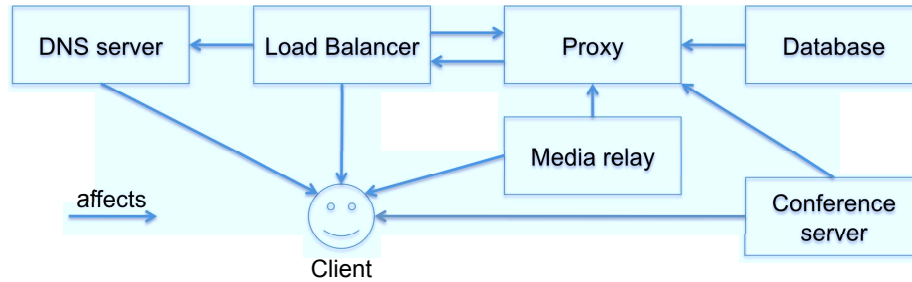 DNS server
Load Balancer
Proxy
Database
Media relay
affects
Conference
server
Client